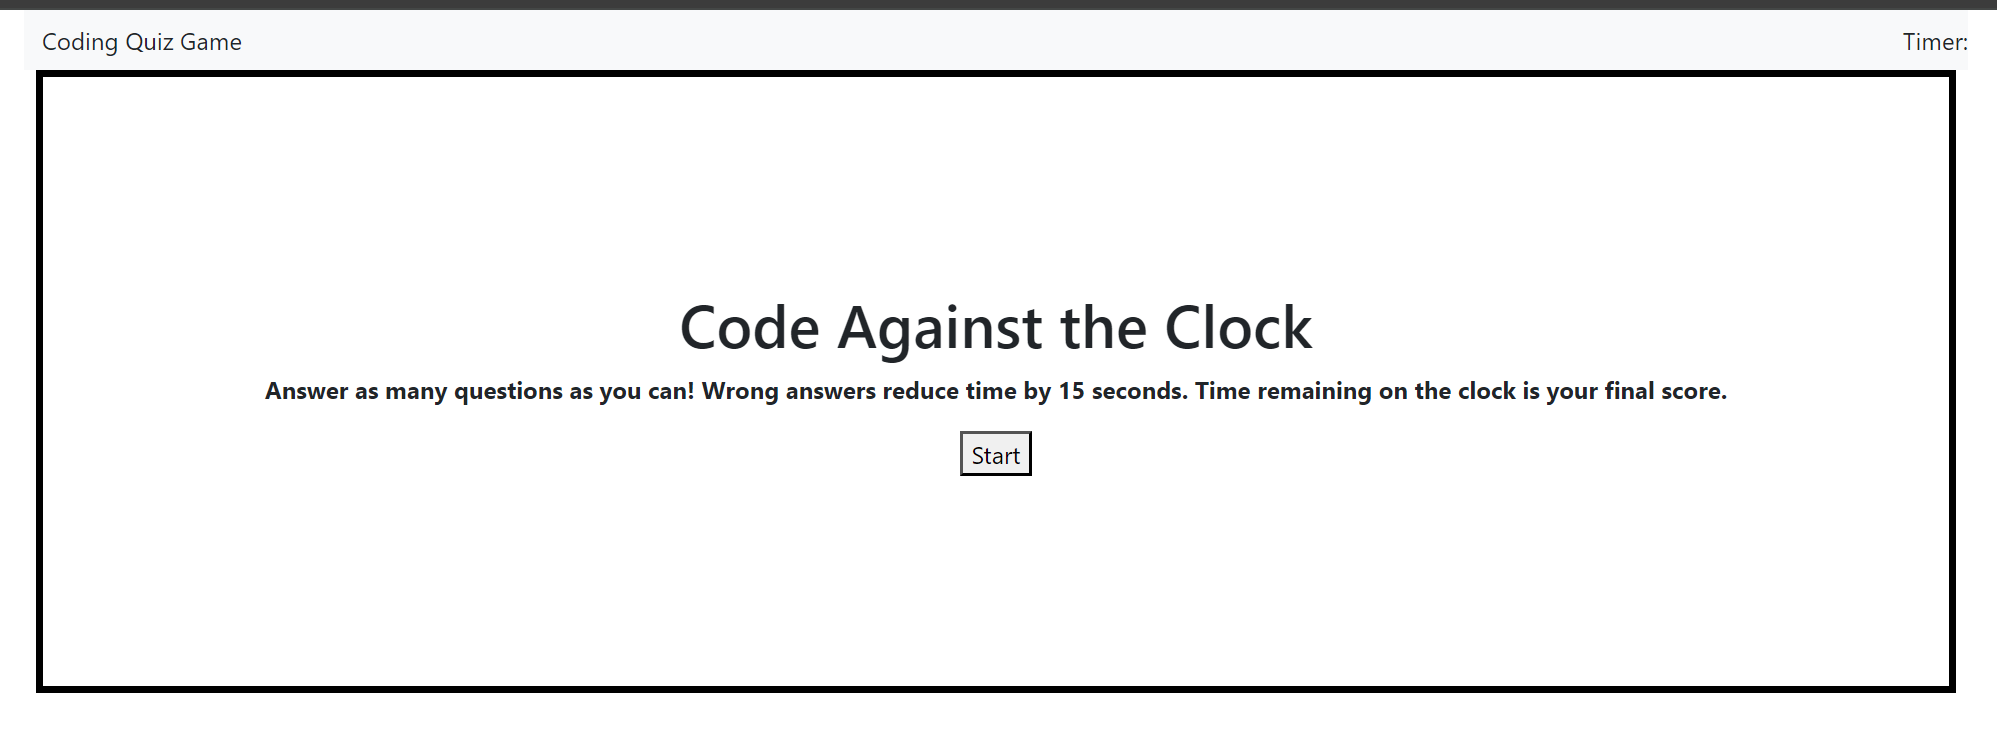 Coding Quiz Game
Timer:
Code Against the Clock
Answer as many questions as you can! Wrong answers reduce time by 15 seconds. Time remaining on the clock is your final score.
Start